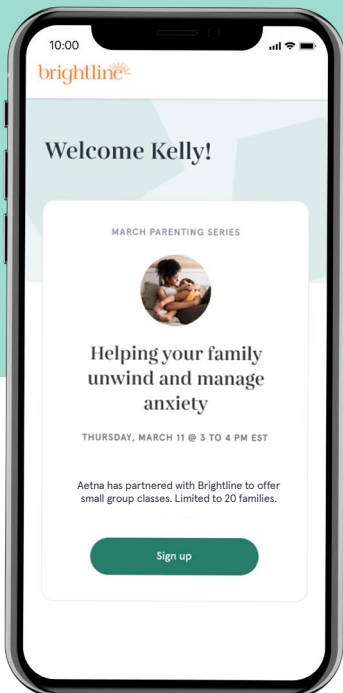 10:00
brightline
Welcome Kelly!
MARCH PARENTING SERIES
Helping your family
unwind and manage
anxiety
THURSDAY, MARCH 11 @ 3 TO 4 PM EST
Aetna has partnered with Brightline to offer
small group classes. Limited to 20 families.
Sign up